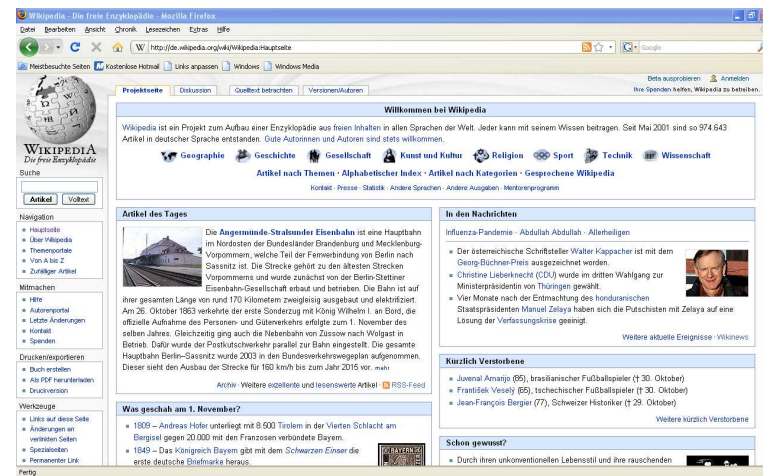 Wikipedia - Die freie Enzyklopädie - Mozilla Firefox
Datei Bearbeiten Ansicht Chronik Lesezeichen Extras Hilfe
http://de.wikipedia.org/wiki/Wikipedia:Hauptseite
Google
Meistbesuchte Seiten Kostenlose Hotmail Links anpassen Windows Windows Media
Beta ausprobieren Anmelden
Projektseite Diskussion Quelltext betrachten Versionen/Autoren
Ihre Spenden helfen, Wikipedia zu betreiben.
WIKIPEDIA
Die freie Enzyklopädie
Suche
Artikel Volltext
Navigation
Hauptseite
Über Wikipedia
Themenportale
Von A bis Z
Zufälliger Artikel
Mitmachen
Hilfe
Autorenportal
Letzte Änderungen
Kontakt
Spenden
Drucken/exportieren
Buch erstellen
Als PDF herunterladen
Druckversion
Werkzeuge
Links auf diese Seite
Änderungen an
verlinkten Seiten
Spezialseiten
Permanenter Link
Willkommen bei Wikipedia
Wikipedia ist ein Projekt zum Aufbau einer Enzyklopädie aus freien Inhalten in allen Sprachen der Welt. Jeder kann mit seinem Wissen beitragen. Seit Mai 2001 sind so 974.643
Artikel in deutscher Sprache entstanden. Gute Autorinnen und Autoren sind stets willkommen.
Geographie Geschichte Gesellschaft Kunst und Kultur Religion Sport Technik Wissenschaft
Artikel nach Themen · Alphabetischer Index · Artikel nach Kategorien · Gesprochene Wikipedia
Kontakt · Presse · Statistik · Andere Sprachen · Andere Ausgaben · Mentorenprogramm
Artikel des Tages
Die Angermünde-Stralsunder Eisenbahn ist eine Hauptbahn
im Nordosten der Bundesländer Brandenburg und Mecklenburg-
Vorpommern, welche Teil der Fernverbindung von Berlin nach
Sassnitz ist. Die Strecke gehört zu den ältesten Strecken
Vorpommerns und wurde zunächst von der Berlin-Stettiner
Eisenbahn-Gesellschaft erbaut und betrieben. Die Bahn ist auf
ihrer gesamten Länge von rund 170 Kilometern zweigleisig ausgebaut und elektrifiziert.
Am 26. Oktober 1863 verkehrte der erste Sonderzug mit König Wilhelm I. an Bord, die
offizielle Aufnahme des Personen- und Güterverkehrs erfolgte zum 1. November des
selben Jahres. Gleichzeitig ging auch die Nebenbahn von Züssow nach Wolgast in
Betrieb. Dafür wurde der Postkutschverkehr parallel zur Bahn eingestellt. Die gesamte
Hauptbahn Berlin–Sassnitz wurde 2003 in den Bundesverkehrswegeplan aufgenommen.
Dieser sieht den Ausbau der Strecke für 160 km/h bis zum Jahr 2015 vor. mehr
Archiv · Weitere exzellente und lesenswerte Artikel · RSS-Feed
Was geschah am 1. November?
1809 – Andreas Hofer unterliegt mit 8.500 Tirolern in der Vierten Schlacht am
Bergisel gegen 20.000 mit den Franzosen verbündete Bayern.
1849 – Das Königreich Bayern gibt mit dem Schwarzen Einser die
erste deutsche Briefmarke heraus.
BAYERN
In den Nachrichten
Influenza-Pandemie · Abdullah Abdullah · Allerheiligen
Der österreichische Schriftsteller Walter Kappacher ist mit dem
Georg-Büchner-Preis ausgezeichnet worden.
Christine Lieberknecht (CDU) wurde im dritten Wahlgang zur
Ministerpräsidentin von Thüringen gewählt.
Vier Monate nach der Entmachtung des honduranischen
Staatspräsidenten Manuel Zelaya haben sich die Putschisten mit Zelaya auf eine
Lösung der Verfassungskrise geeinigt.
Weitere aktuelle Ereignisse · Wikinews
Kürzlich Verstorbene
Juvenal Amarijo (85), brasilianischer Fußballspieler († 30. Oktober)
František Veselý (65), tschechischer Fußballspieler († 30. Oktober)
Jean-François Bergier (77), Schweizer Historiker († 29. Oktober)
Weitere kürzlich Verstorbene
Schon gewusst?
Durch ihren unkonventionellen Lebensstil und ihre rauschenden
Fertig